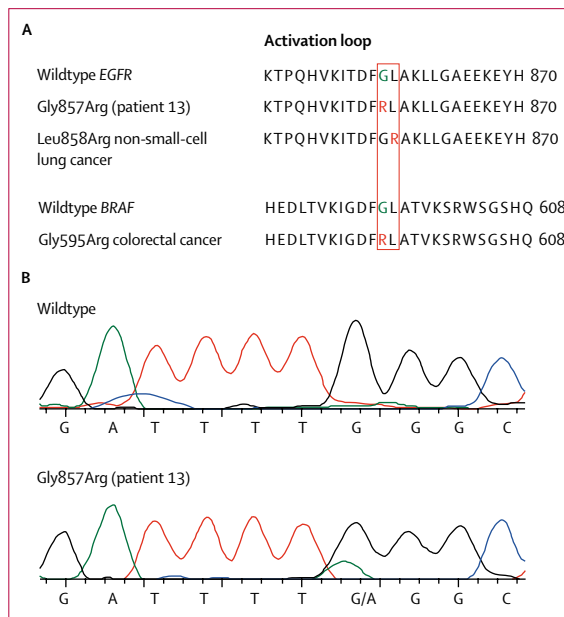 A
Activation loop
Wildtype EGFR KTPQHVKITDFGLAKLLGAEEKEYH 870
Gly857Arg (patient 13) KTPQHVKITDFRLAKLLGAEEKEYH 870
Leu858Arg non-small-cell KTPQHVKITDFGRAKLLGAEEKEYH 870
lung cancer
Wildtype BRAF HEDLTVKIGDFGLATVKSRWSGSHQ 608
Gly595Arg colorectal cancer HEDLTVKIGDFRLATVKSRWSGSHQ 608
B
Wildtype
G A T T T T G G G C
Gly857Arg (patient 13)
G A T T T T G/A G G C